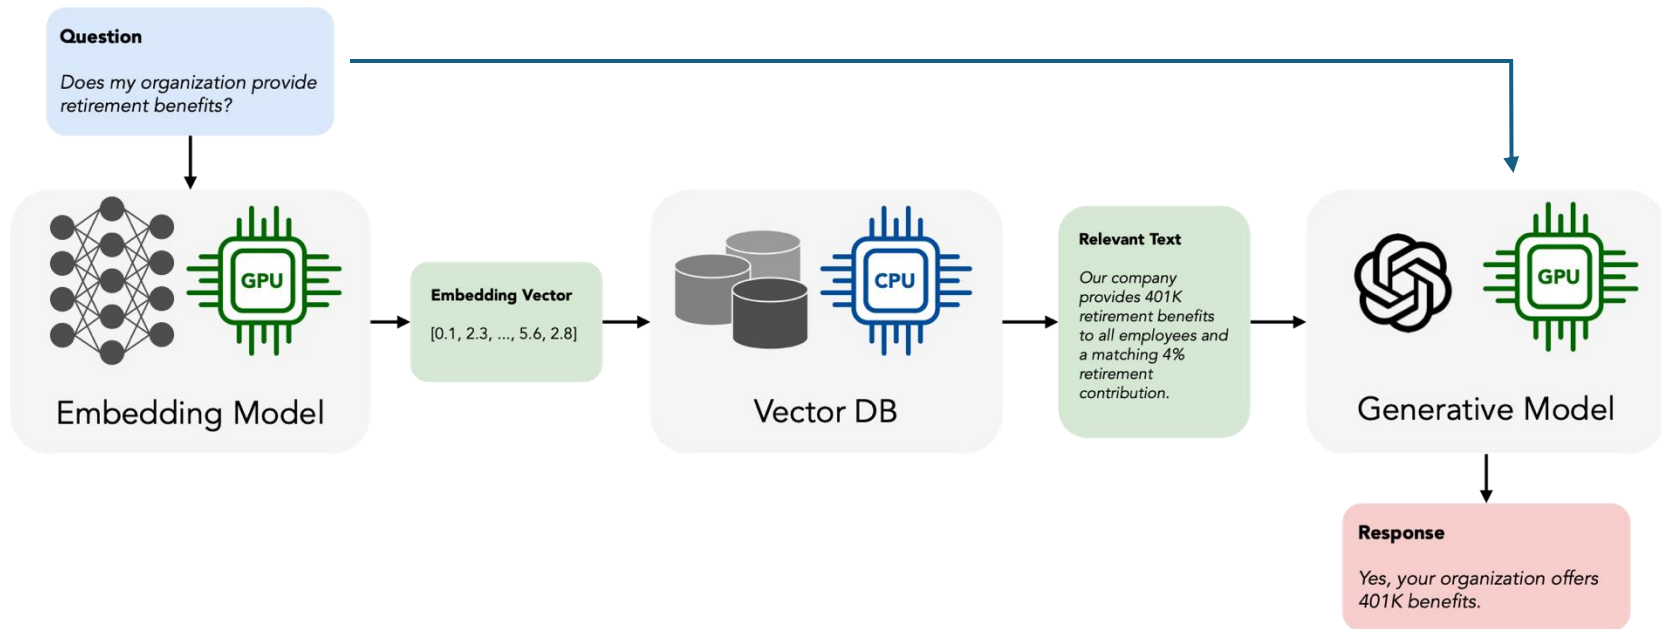 Question
Does my organization provide
retirement benefits?
GPU
Embedding Model
Embedding Vector
[0.1, 2.3, ..., 5.6, 2.8]
CPU
Vector DB
Relevant Text
Our company
provides 401K
retirement benefits
to all employees and
a matching 4%
retirement
contribution.
GPU
Generative Model
Response
Yes, your organization offers
401K benefits.